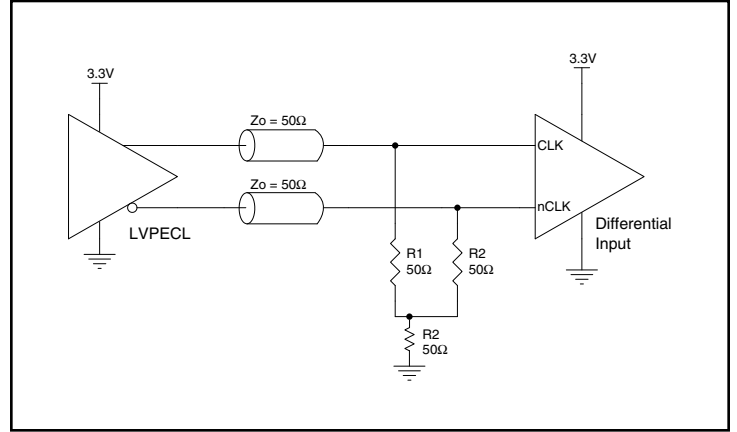 3.3V
3.3V
Zo = 50Ω
CLK
Zo = 50Ω
nCLK
LVPECL
Differential
Input
R1
50Ω
R2
50Ω
R2
50Ω